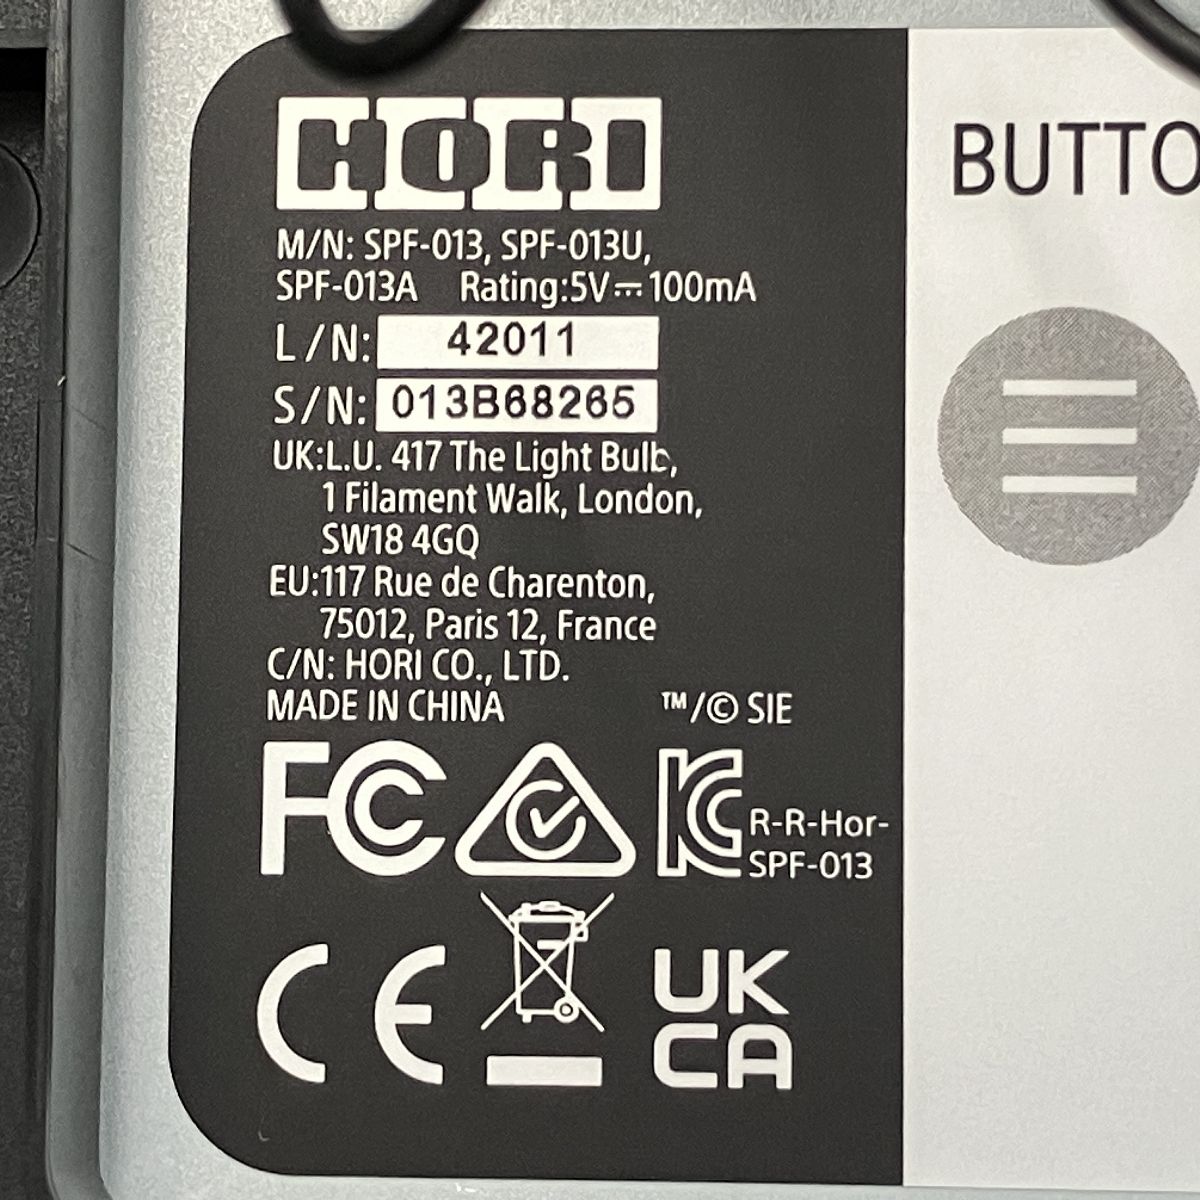 HORI
M/N: SPF-013, SPF-013U,
SPF-013A Rating:5V⎓100mA
L/N: 42011
S/N: 013B68265
UK:L.U. 417 The Light Bulb,
1 Filament Walk, London,
SW18 4GQ
EU:117 Rue de Charenton,
75012, Paris 12, France
C/N: HORI CO., LTD.
MADE IN CHINA ™/© SIE
FC
KC R-R-Hor-
SPF-013
CE
UK
CA
BUTTO